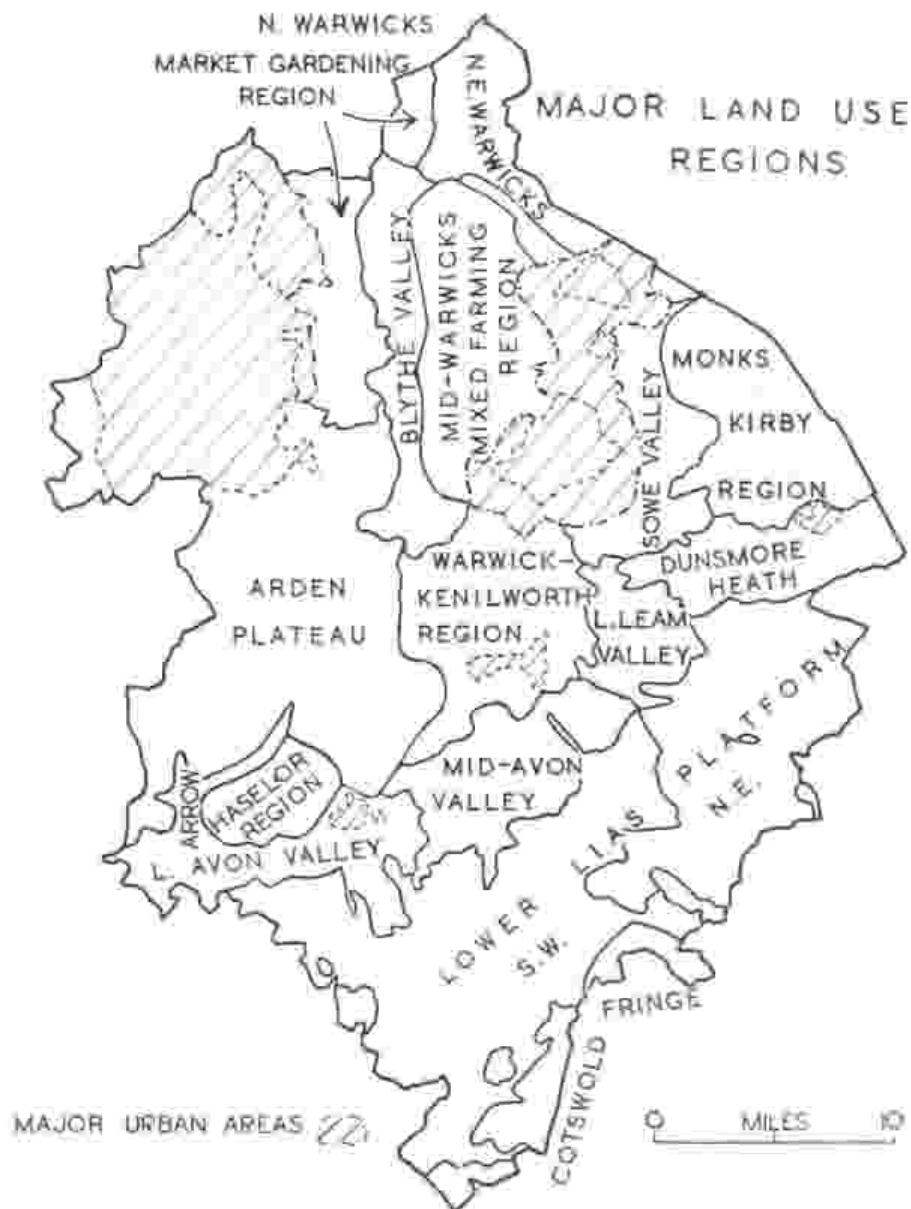 N. WARWICKS
MARKET GARDENING
REGION
N.E. WARWICKS
MAJOR LAND USE
REGIONS
BLYTHE VALLEY
MID-WARWICKS
MIXED FARMING
REGION
SOWE VALLEY
MONKS
KIRBY
REGION
DUNSMORE
HEATH
ARDEN
PLATEAU
WARWICK-
KENILWORTH
REGION
L. LEAM
VALLEY
ARROW
HASELOR
REGION
L. AVON VALLEY
MID-AVON
VALLEY
LOWER LIAS PLATFORM
N.E.
S.W.
COTSWOLD FRINGE
MAJOR URBAN AREAS
0 MILES 10